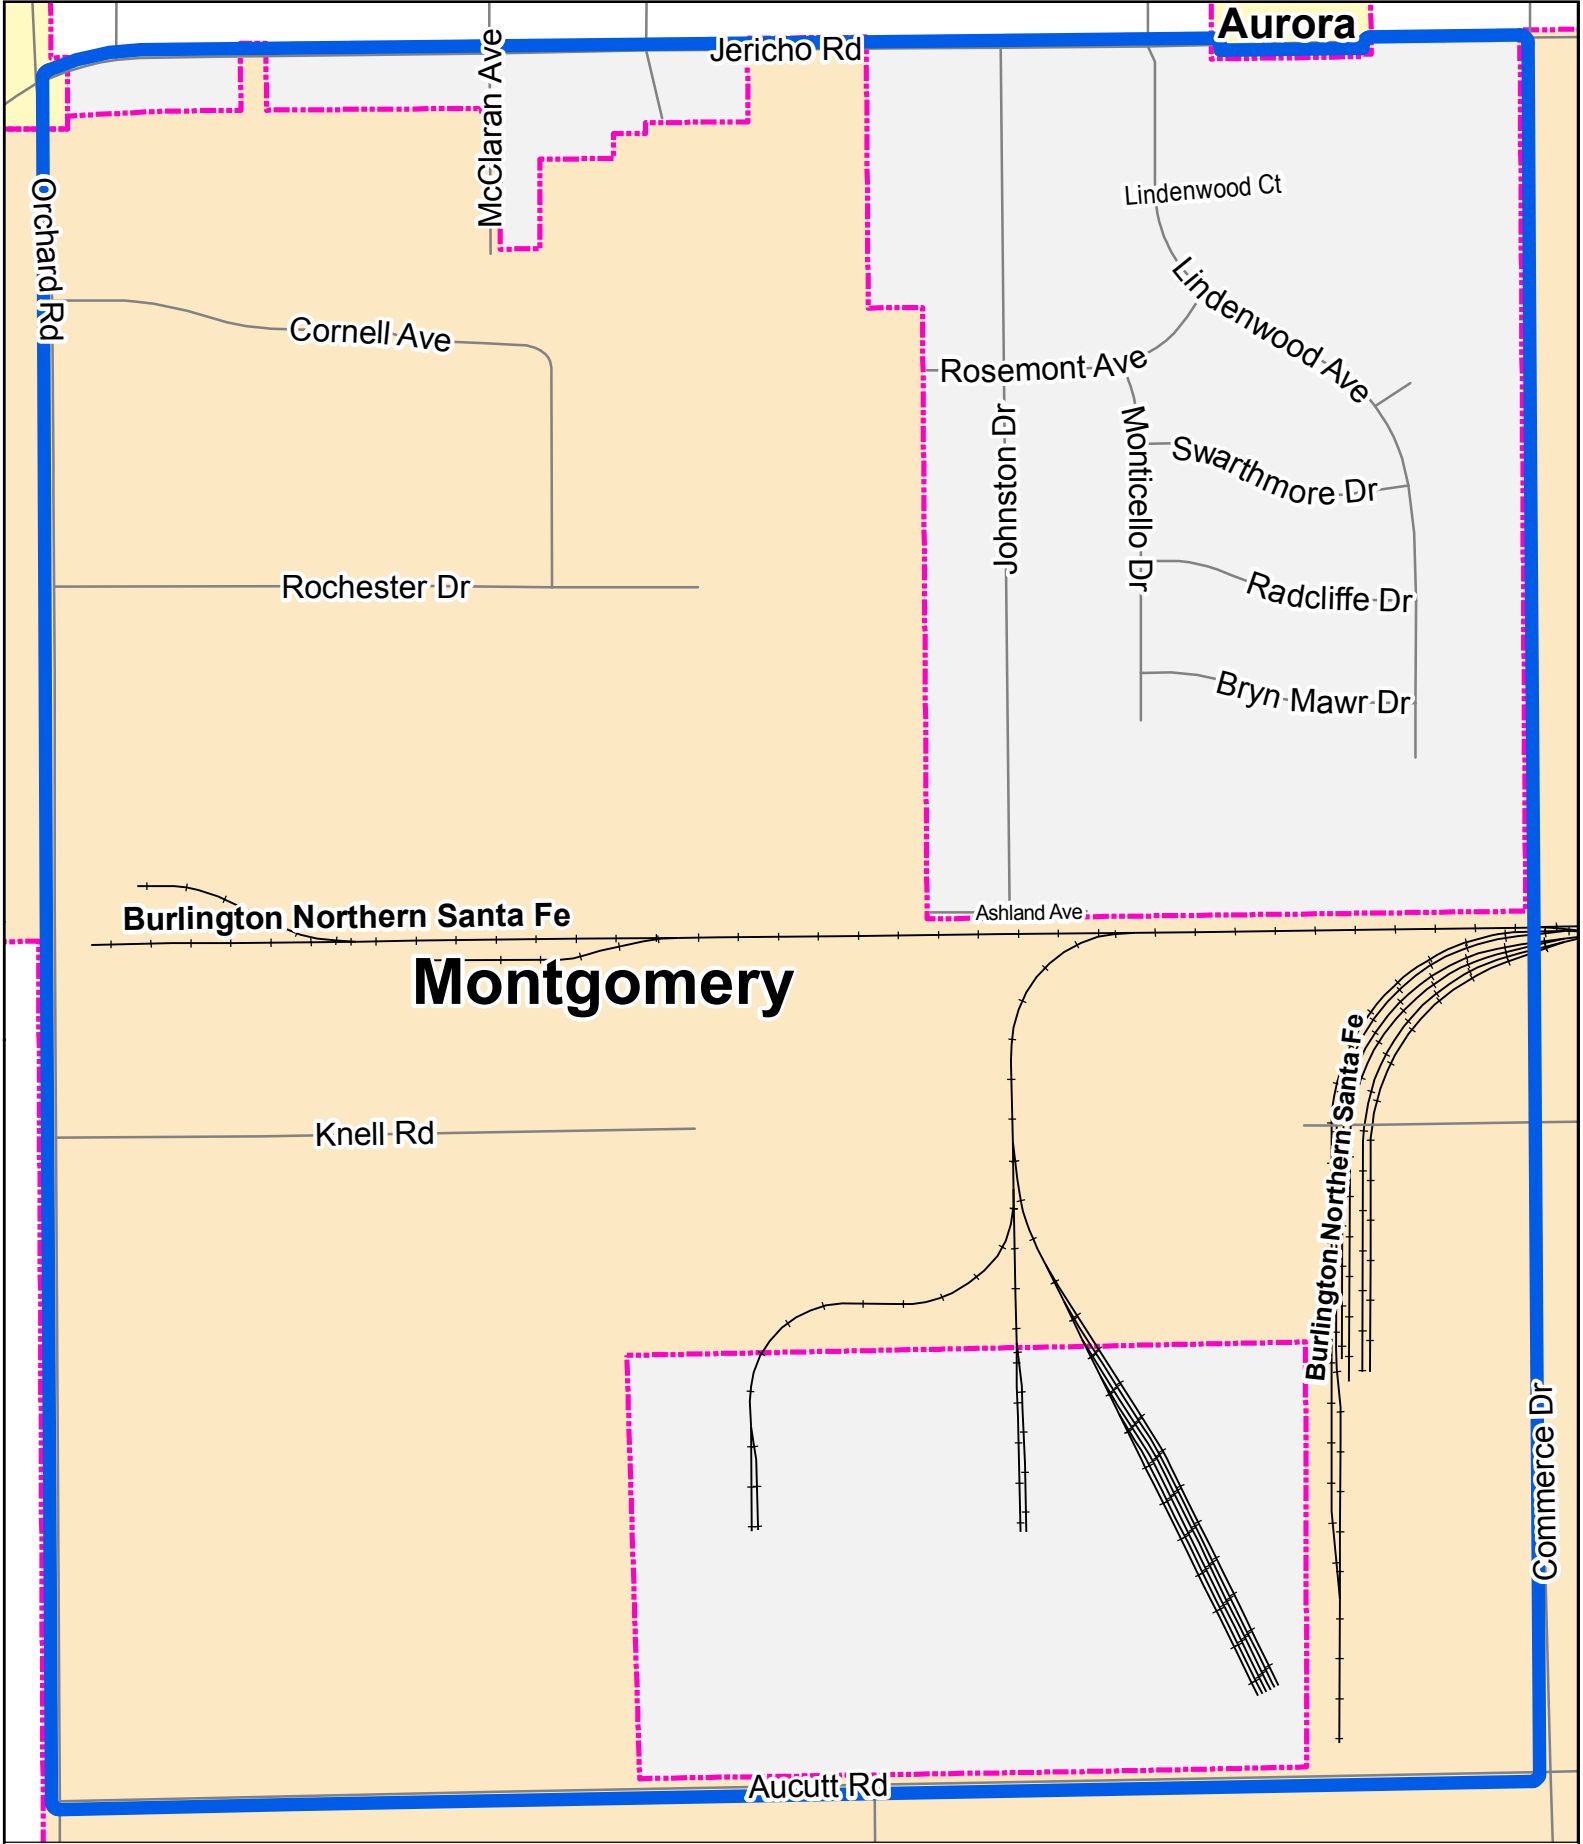 Aurora
Jericho Rd
McClaran Ave
Orchard Rd
Lindenwood Ct
Lindenwood Ave
Cornell Ave
Rosemont Ave
Johnston Dr
Monticello Dr
Swarthmore Dr
Rochester Dr
Radcliffe Dr
Bryn Mawr Dr
Burlington Northern Santa Fe
Ashland Ave
Montgomery
Burlington Northern Santa Fe
Knell Rd
Commerce Dr
Aucutt Rd